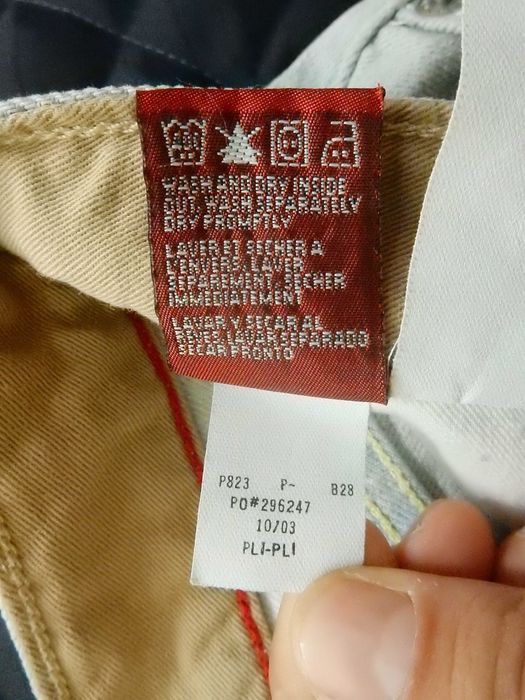 40
WASH AND DRY INSIDE
OUT, WASH SEPARATELY
DRY PROMPTLY
LAVER ET SECHER A
L'ENVERS, LAVER
SEPAREMENT, SECHER
IMMEDIATEMENT
LAVAR Y SECAR AL
REVES, LAVAR SEPARADO
SECAR PRONTO
P823 P- B28
PO#296247
10/03
PLI-PLI